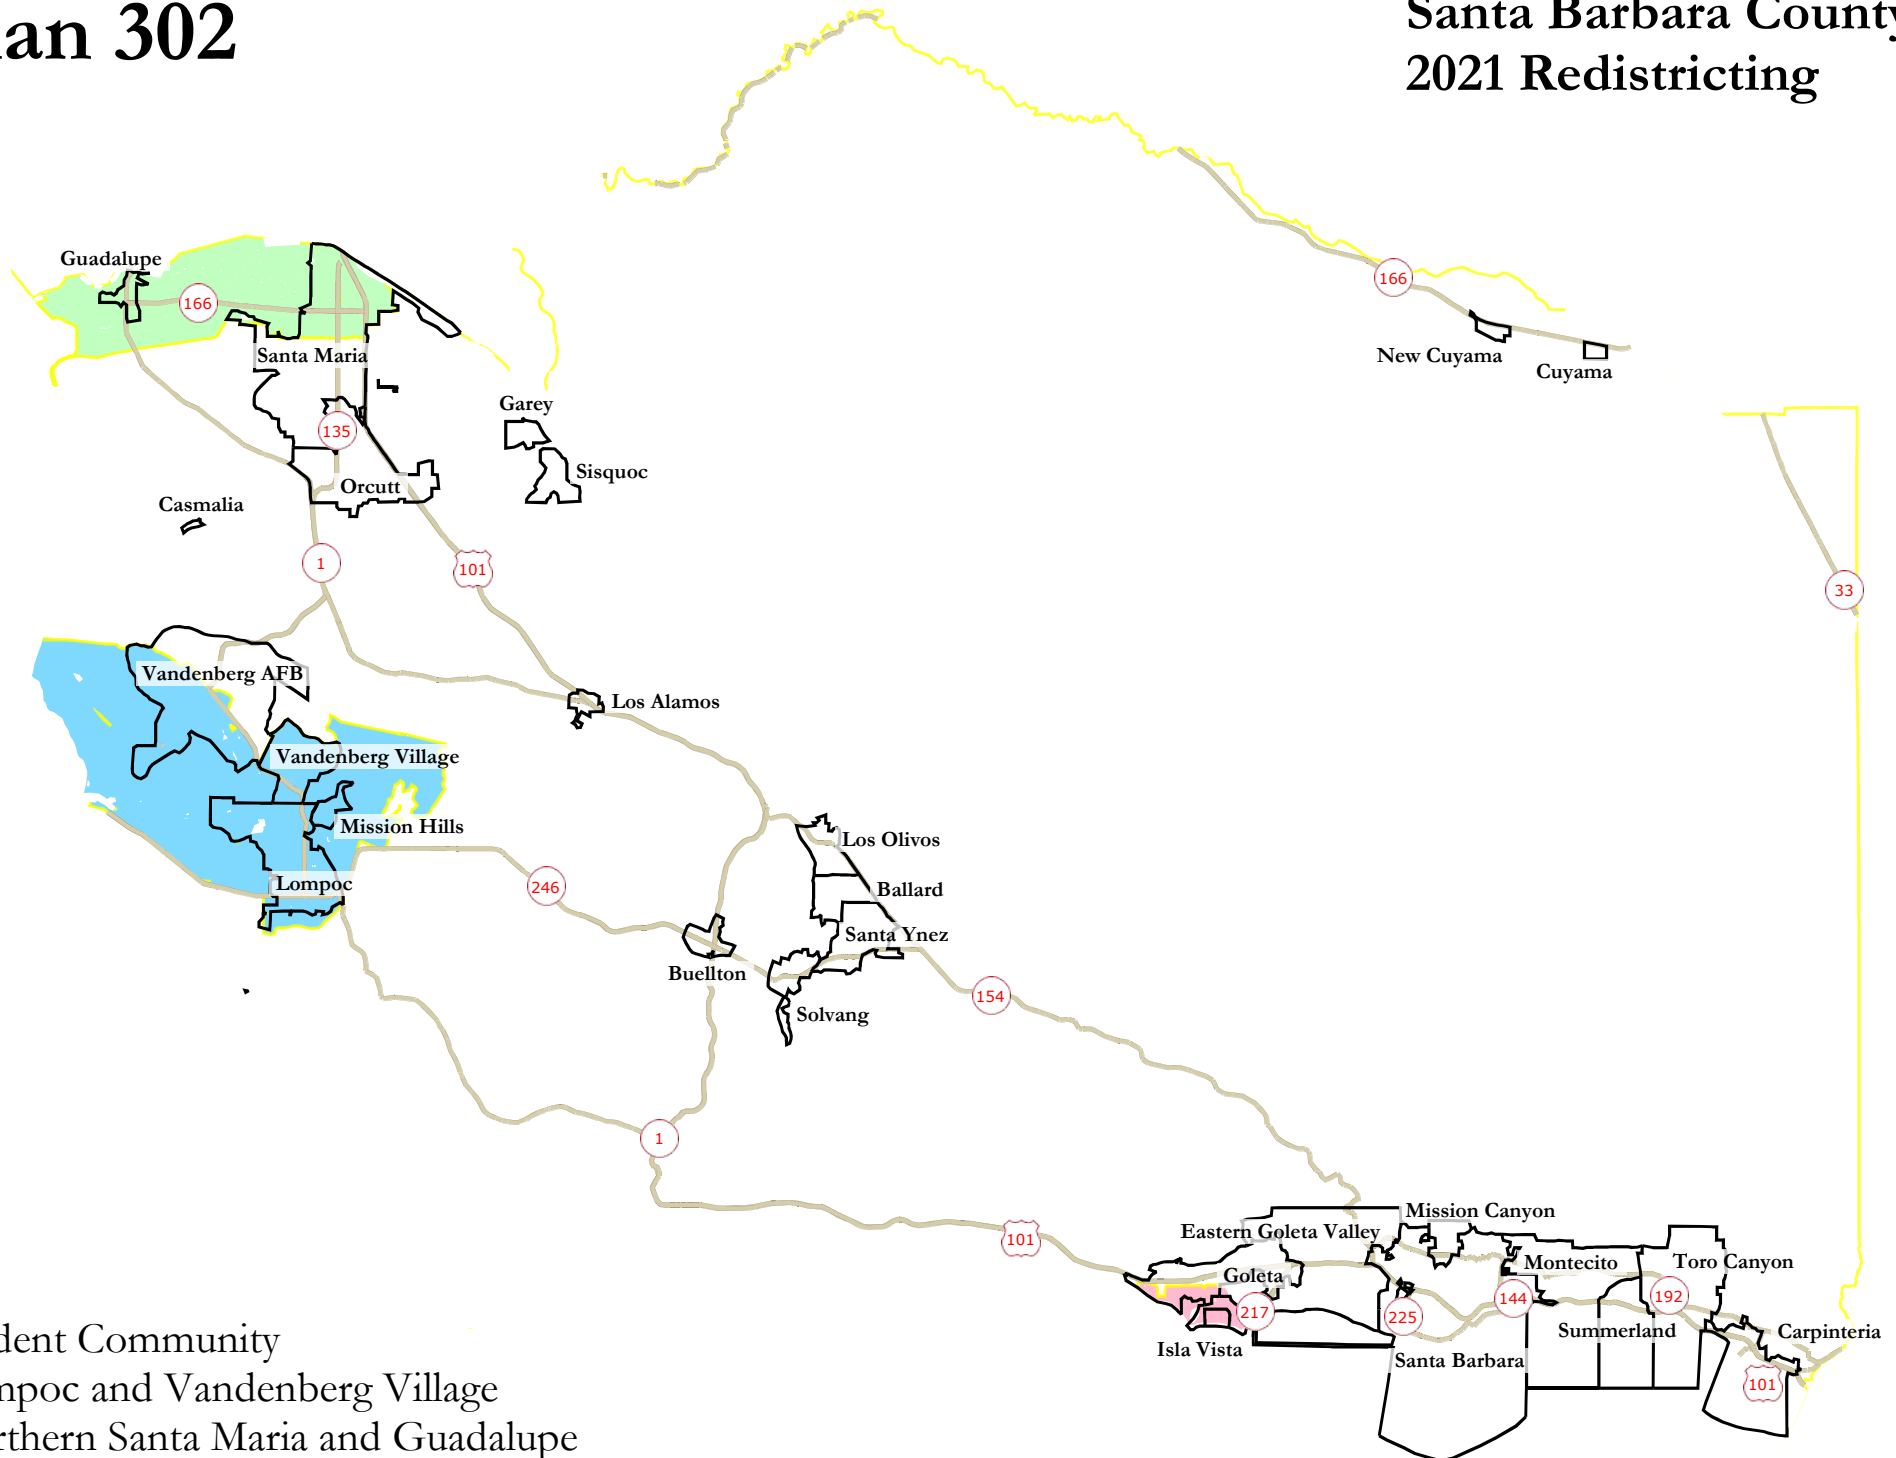 an 302
Santa Barbara County
2021 Redistricting
Guadalupe
166
166
Santa Maria
New Cuyama
Cuyama
Garey
135
Sisquoc
Orcutt
Casmalia
1
101
33
Vandenberg AFB
Los Alamos
Vandenberg Village
Mission Hills
Los Olivos
Lompoc
246
Ballard
Santa Ynez
Buellton
154
Solvang
1
Mission Canyon
Eastern Goleta Valley
101
Montecito
Toro Canyon
Goleta
217
225
144
192
Isla Vista
Summerland
Carpinteria
Santa Barbara
101
dent Community
mpoc and Vandenberg Village
rthern Santa Maria and Guadalupe